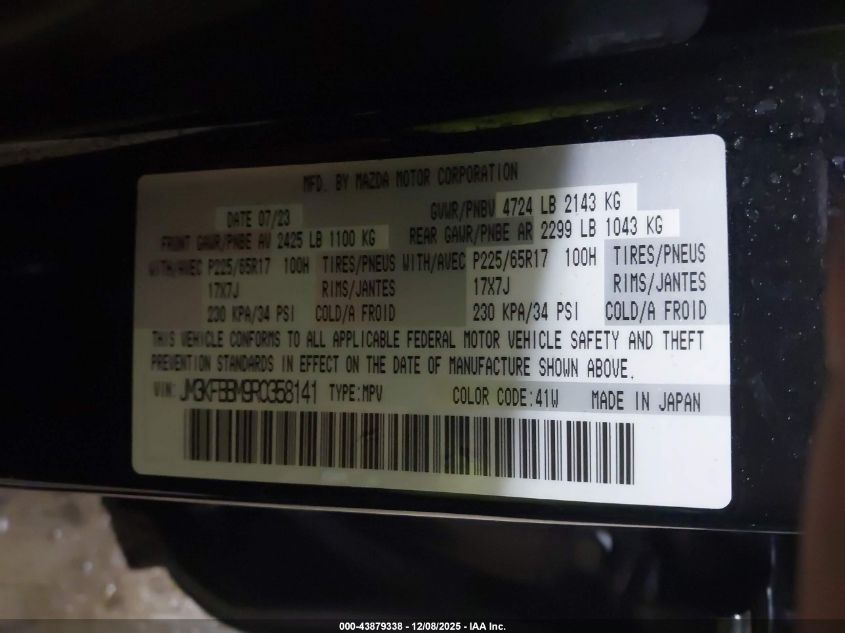 MFD. BY MAZDA MOTOR CORPORATION
DATE 07/23 GVWR/PNBV 4724 LB 2143 KG
FRONT GAWR/PNBE AV 2425 LB 1100 KG REAR GAWR/PNBE AR 2299 LB 1043 KG
WITH/AVEC P225/65R17 100H TIRES/PNEUS WITH/AVEC P225/65R17 100H TIRES/PNEUS
17X7J RIMS/JANTES 17X7J RIMS/JANTES
230 KPA/34 PSI COLD/A FROID 230 KPA/34 PSI COLD/A FROID
THIS VEHICLE CONFORMS TO ALL APPLICABLE FEDERAL MOTOR VEHICLE SAFETY AND THEFT
PREVENTION STANDARDS IN EFFECT ON THE DATE OF MANUFACTURE SHOWN ABOVE.
VIN: JM3KFBBM9R0358141 TYPE:MPV COLOR CODE:41W MADE IN JAPAN
000-43879338 - 12/08/2025 - IAA Inc.